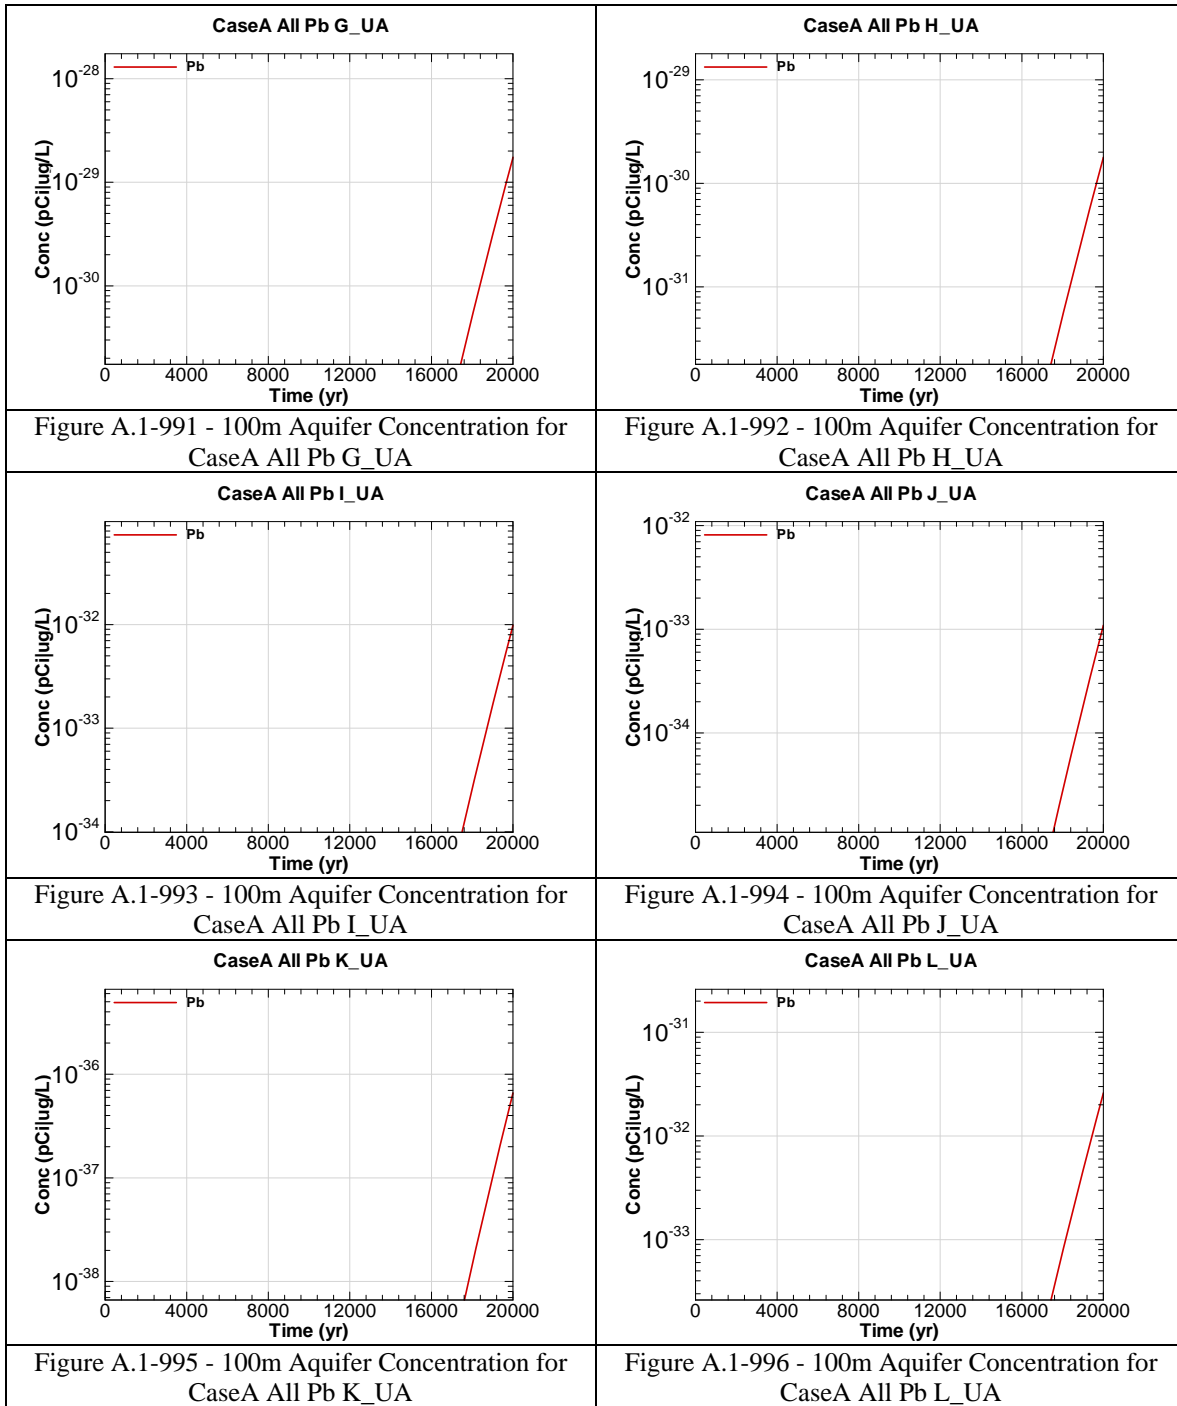 CaseA All Pb G_UA
Pb
10-28
10-29
10-30
Conc (pCi|ug/L)
0 4000 8000 12000 16000 20000
Time (yr)
Figure A.1-991 - 100m Aquifer Concentration for
CaseA All Pb G_UA
CaseA All Pb H_UA
Pb
10-29
10-30
10-31
Conc (pCi|ug/L)
0 4000 8000 12000 16000 20000
Time (yr)
Figure A.1-992 - 100m Aquifer Concentration for
CaseA All Pb H_UA
CaseA All Pb I_UA
Pb
10-32
10-33
10-34
Conc (pCi|ug/L)
0 4000 8000 12000 16000 20000
Time (yr)
Figure A.1-993 - 100m Aquifer Concentration for
CaseA All Pb I_UA
CaseA All Pb J_UA
Pb
10-32
10-33
10-34
Conc (pCi|ug/L)
0 4000 8000 12000 16000 20000
Time (yr)
Figure A.1-994 - 100m Aquifer Concentration for
CaseA All Pb J_UA
CaseA All Pb K_UA
Pb
10-36
10-37
10-38
Conc (pCi|ug/L)
0 4000 8000 12000 16000 20000
Time (yr)
Figure A.1-995 - 100m Aquifer Concentration for
CaseA All Pb K_UA
CaseA All Pb L_UA
Pb
10-31
10-32
10-33
Conc (pCi|ug/L)
0 4000 8000 12000 16000 20000
Time (yr)
Figure A.1-996 - 100m Aquifer Concentration for
CaseA All Pb L_UA